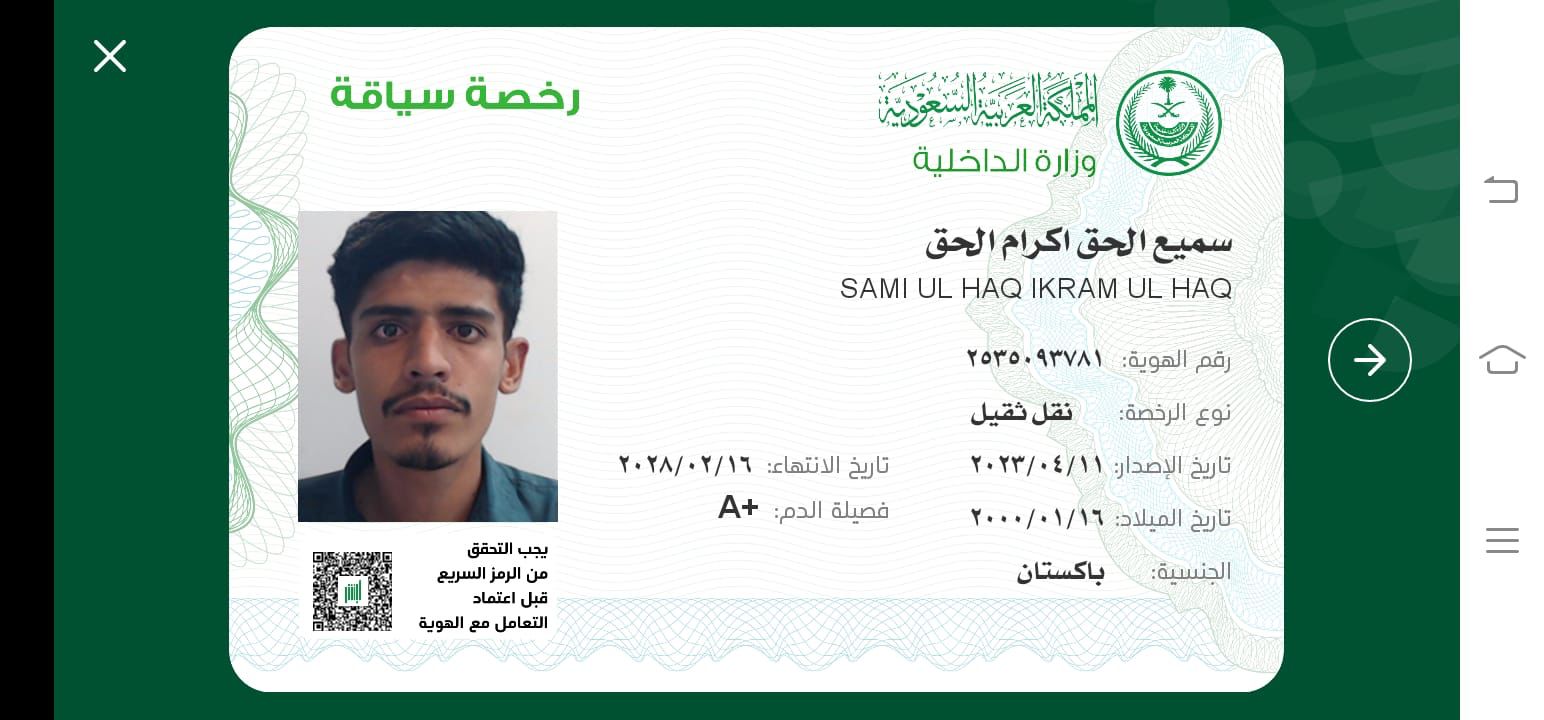 المملكة العربية السعودية
وزارة الداخلية
رخصة سياقة
سميع الحق اكرام الحق
SAMI UL HAQ IKRAM UL HAQ
رقم الهوية: ٢٥٣٥٠٩٣٧٨١
نوع الرخصة: نقل ثقيل
تاريخ الإصدار: ٢٠٢٣/٠٤/١١ تاريخ الانتهاء: ٢٠٢٨/٠٢/١٦
تاريخ الميلاد: ٢٠٠٠/٠١/١٦ فصيلة الدم: A+
الجنسية: باكستان
يجب التحقق
من الرمز السريع
قبل اعتماد
التعامل مع الهوية